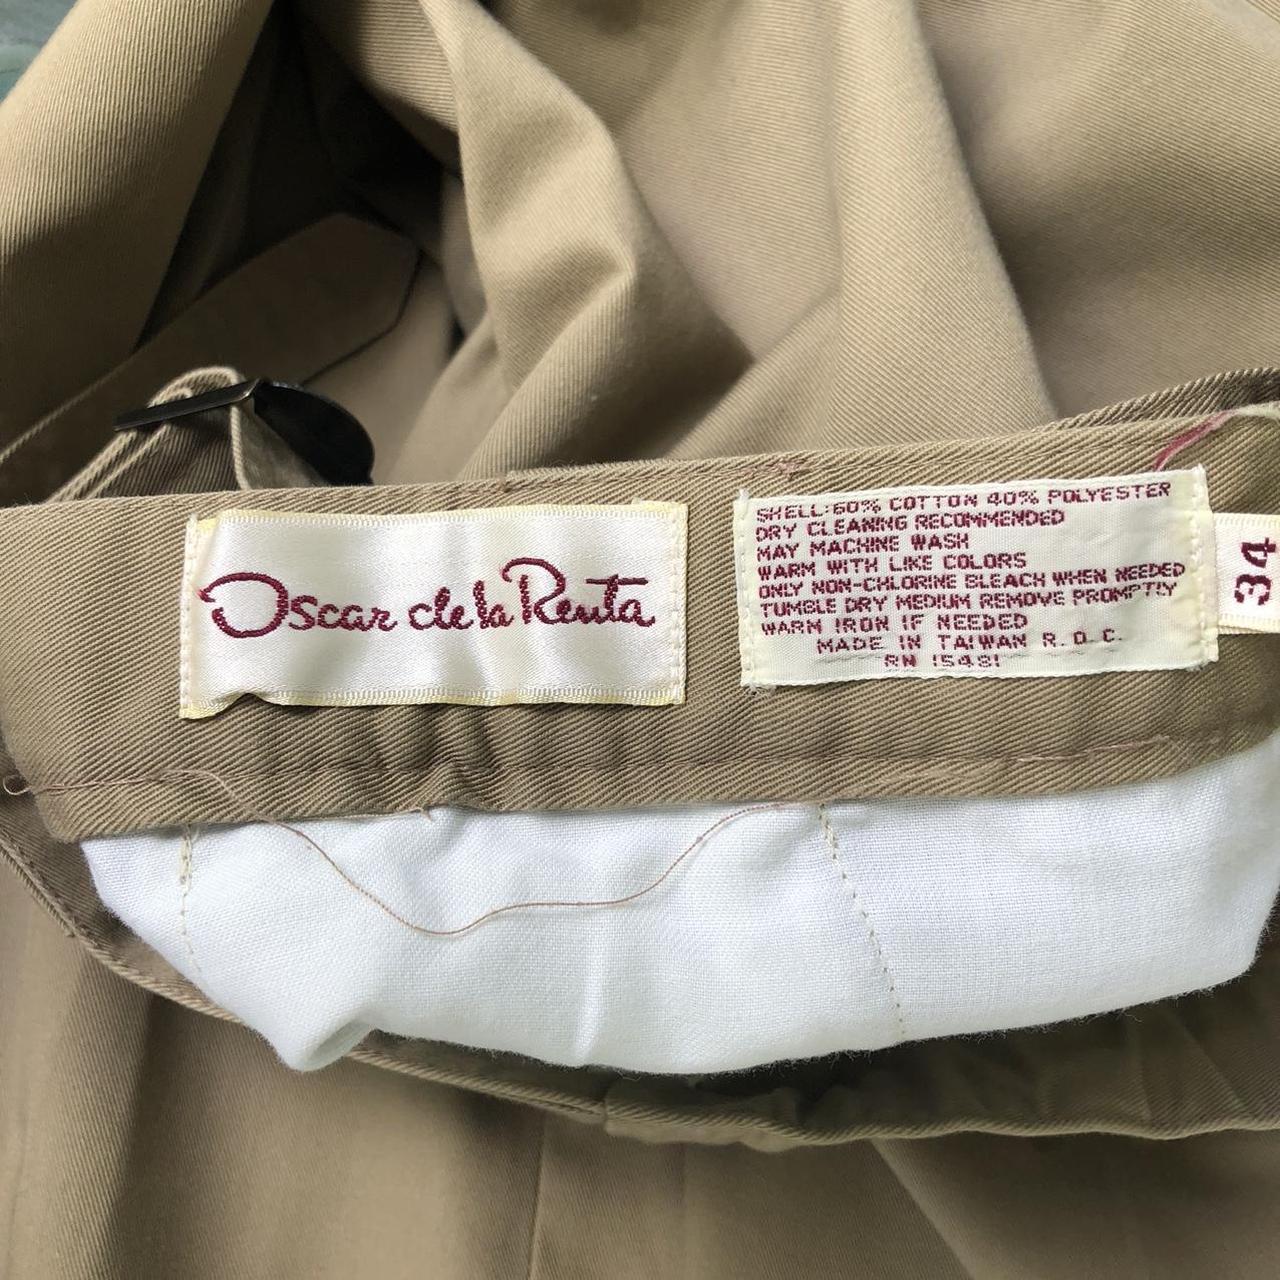 Oscar de la Renta
SHELL:60% COTTON 40% POLYESTER
DRY CLEANING RECOMMENDED
MAY MACHINE WASH
WARM WITH LIKE COLORS
ONLY NON-CHLORINE BLEACH WHEN NEEDED
TUMBLE DRY MEDIUM REMOVE PROMPTLY
WARM IRON IF NEEDED
MADE IN TAIWAN R.O.C.
RN 15481
34